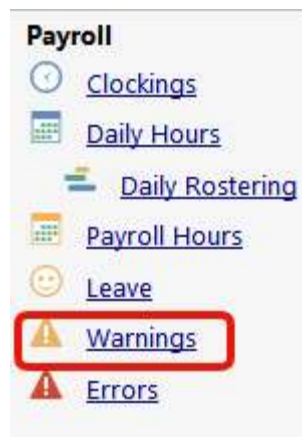 Payroll
Clockings
Daily Hours
Daily Rostering
Payroll Hours
Leave
Warnings
Errors